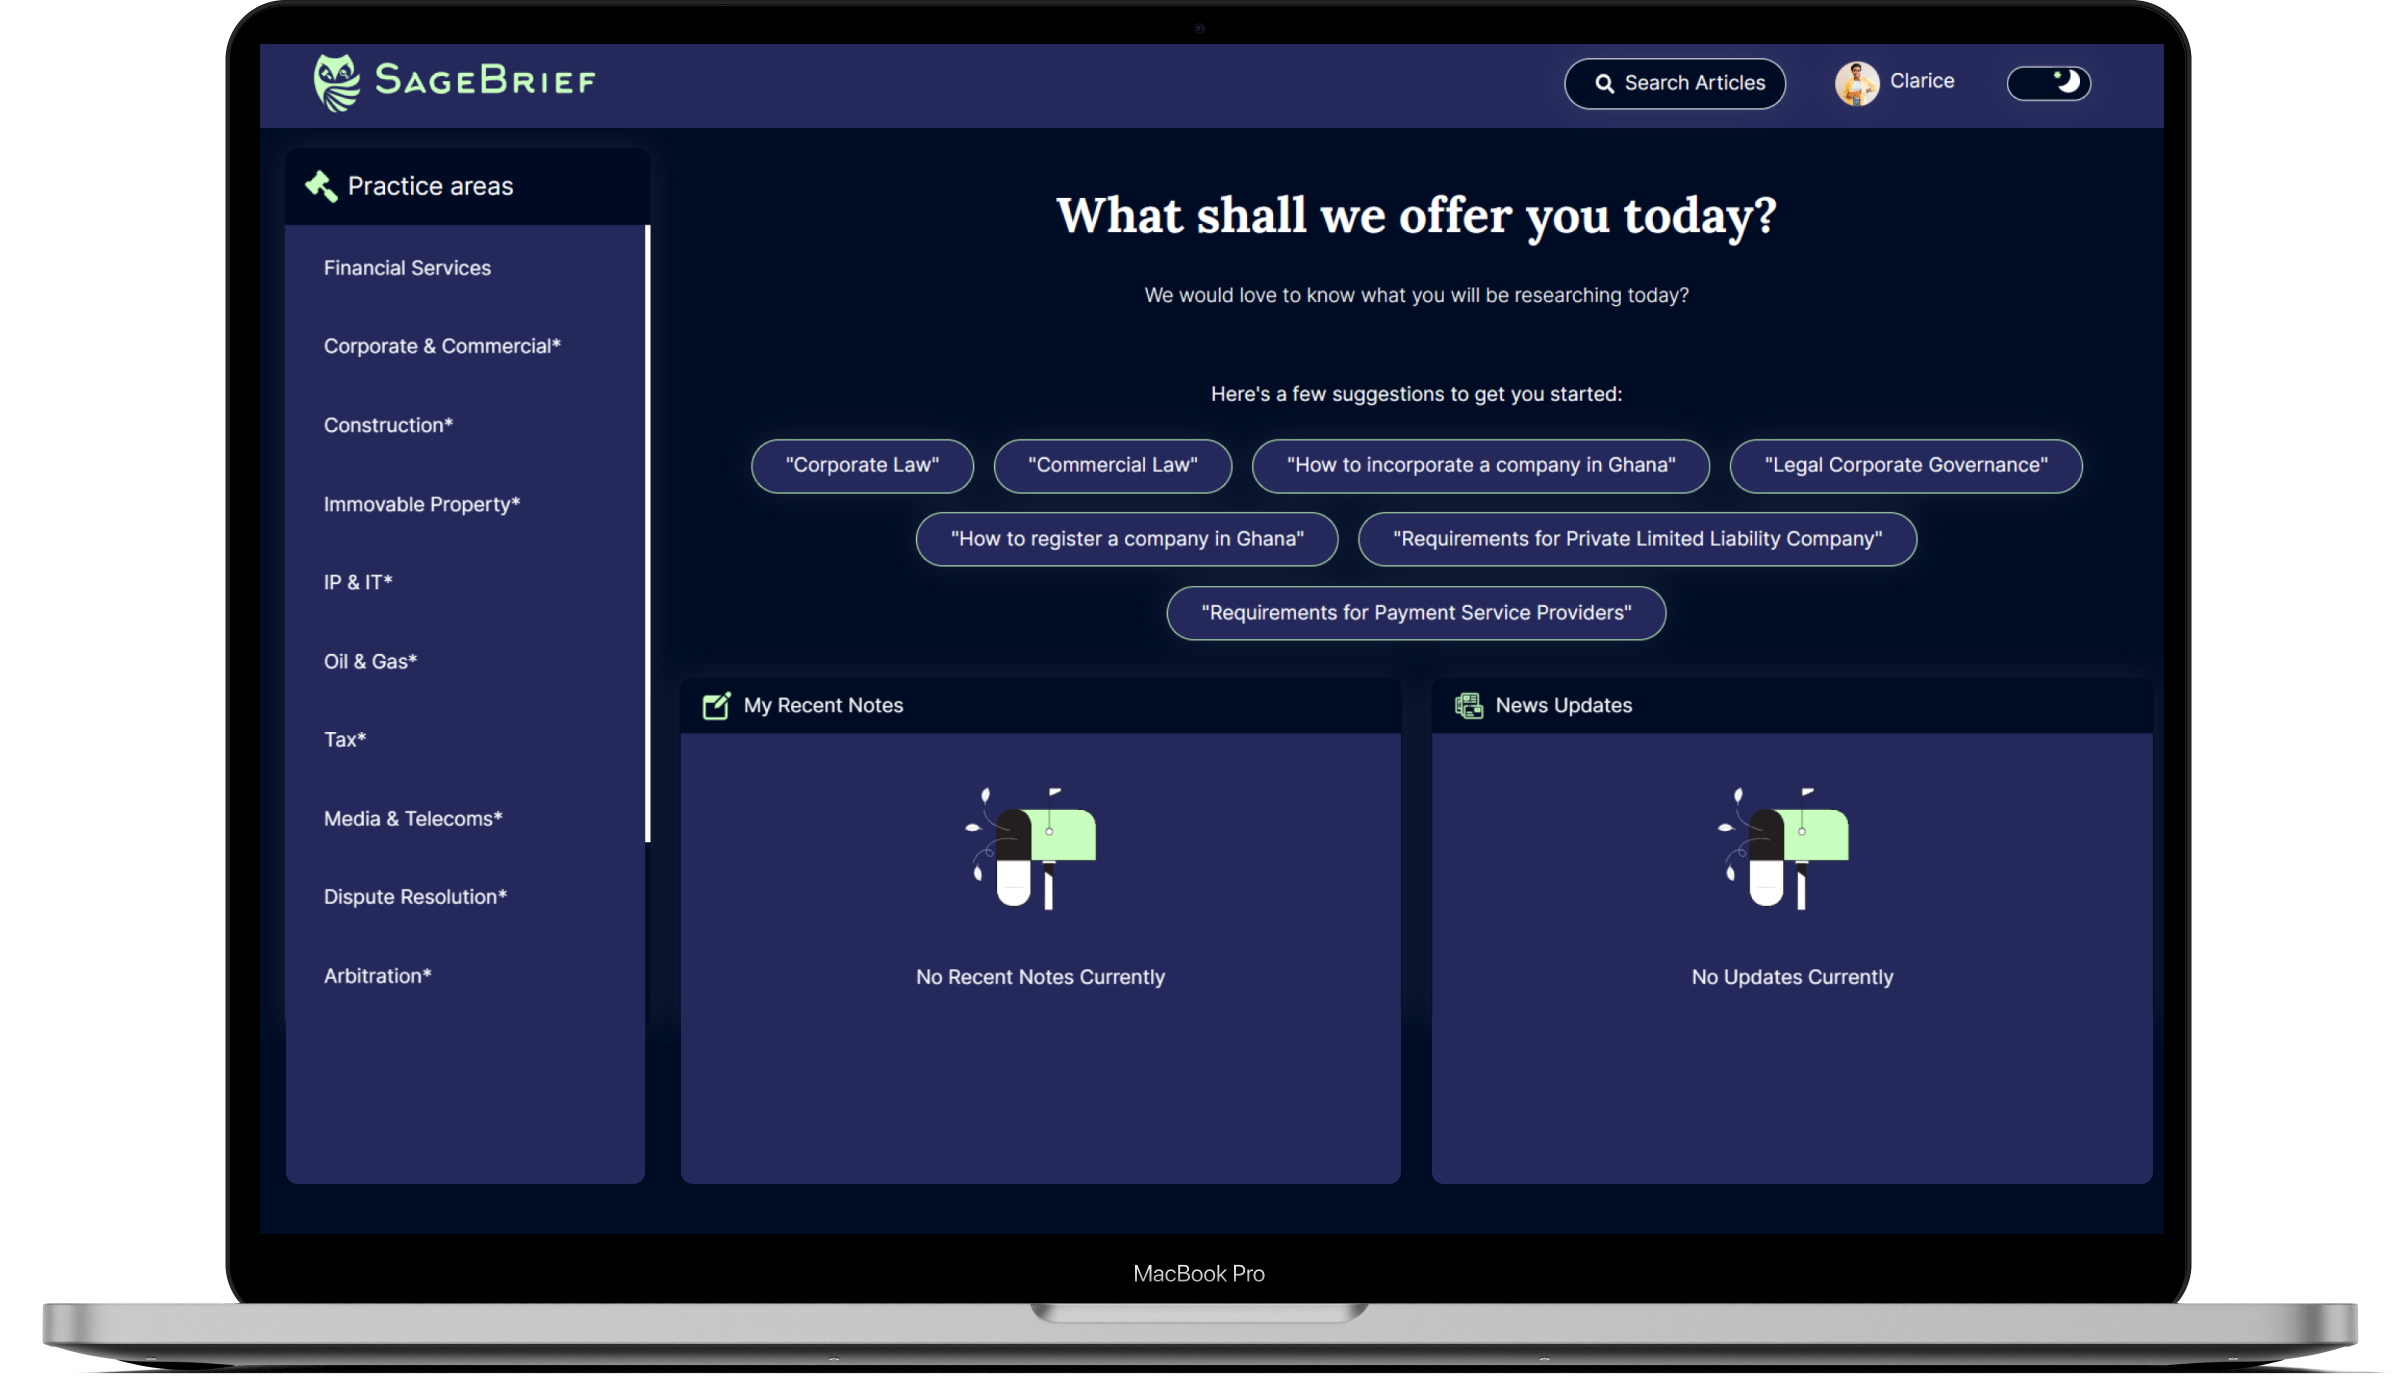 SAGEBRIEF
Search Articles
Clarice
Practice areas
Financial Services
Corporate & Commercial*
Construction*
Immovable Property*
IP & IT*
Oil & Gas*
Tax*
Media & Telecoms*
Dispute Resolution*
Arbitration*
What shall we offer you today?
We would love to know what you will be researching today?
Here's a few suggestions to get you started:
"Corporate Law"
"Commercial Law"
"How to incorporate a company in Ghana"
"Legal Corporate Governance"
"How to register a company in Ghana"
"Requirements for Private Limited Liability Company"
"Requirements for Payment Service Providers"
My Recent Notes
No Recent Notes Currently
News Updates
No Updates Currently
MacBook Pro